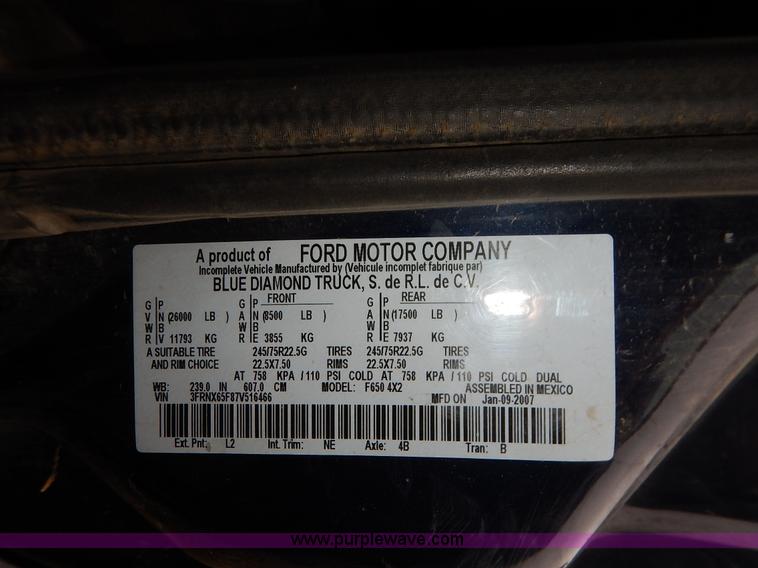 A product of FORD MOTOR COMPANY
Incomplete Vehicle Manufactured by (Vehicule incomplet fabrique par)
BLUE DIAMOND TRUCK, S. de R.L. de C.V.
G P G P FRONT G P REAR
V N (26000 LB ) A N (8500 LB ) A N (17500 LB )
W B W B W B
R V 11793 KG R E 3855 KG R E 7937 KG
A SUITABLE TIRE 245/75R22.5G TIRES 245/75R22.5G TIRES
AND RIM CHOICE 22.5X7.50 RIMS 22.5X7.50 RIMS
AT 758 KPA/110 PSI COLD AT 758 KPA/110 PSI COLD DUAL
WB: 239.0 IN 607.0 CM MODEL: F650 4X2 ASSEMBLED IN MEXICO
VIN 3FRNX65F87V516466 MFD ON Jan-09-2007
Ext. Pnt: L2 Int. Trim: NE Axle: 4B Tran: B
www.purplewave.com